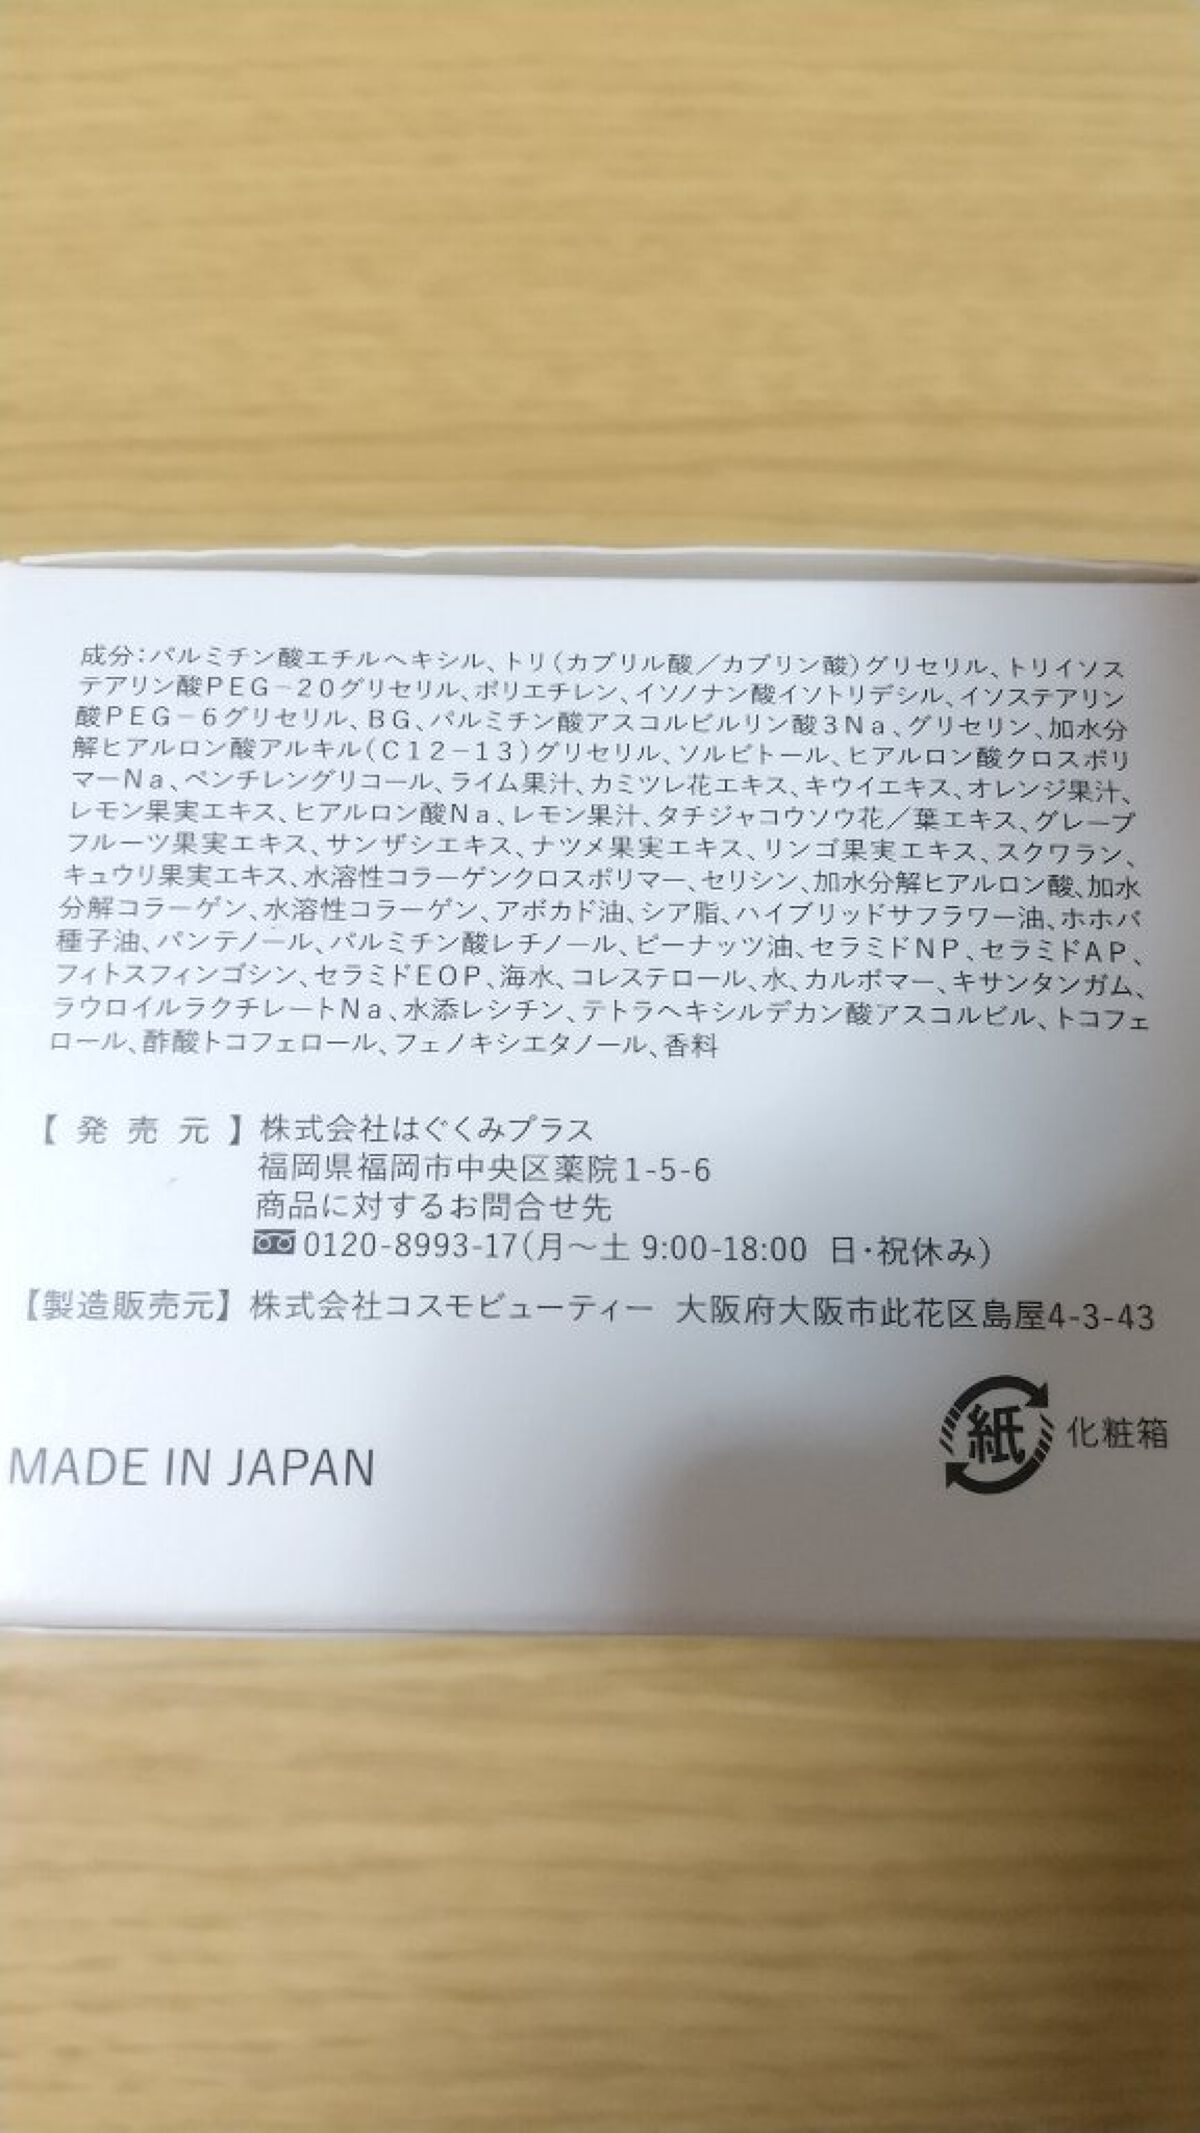 成分:パルミチン酸エチルヘキシル、トリ(カプリル酸/カプリン酸)グリセリル、トリイソス
テアリン酸PEG-20グリセリル、ポリエチレン、イソノナン酸イソトリデシル、イソステアリン
酸PEG-6グリセリル、BG、パルミチン酸アスコルビルリン酸3Na、グリセリン、加水分
解ヒアルロン酸アルキル(C12-13)グリセリル、ソルビトール、ヒアルロン酸クロスポリ
マーNa、ペンチレングリコール、ライム果汁、カミツレ花エキス、キウイエキス、オレンジ果汁、
レモン果実エキス、ヒアルロン酸Na、レモン果汁、タチジャコウソウ花/葉エキス、グレープ
フルーツ果実エキス、サンザシエキス、ナツメ果実エキス、リンゴ果実エキス、スクワラン、
キュウリ果実エキス、水溶性コラーゲンクロスポリマー、セリシン、加水分解ヒアルロン酸、加水
分解コラーゲン、水溶性コラーゲン、アボカド油、シア脂、ハイブリッドサフラワー油、ホホバ
種子油、パンテノール、パルミチン酸レチノール、ピーナッツ油、セラミドNP、セラミドAP、
フィトスフィンゴシン、セラミドEOP、海水、コレステロール、水、カルボマー、キサンタンガム、
ラウロイルラクチレートNa、水添レシチン、テトラヘキシルデカン酸アスコルビル、トコフェ
ロール、酢酸トコフェロール、フェノキシエタノール、香料
【発売元】株式会社はぐくみプラス
福岡県福岡市中央区薬院1-5-6
商品に対するお問合せ先
0120-8993-17(月～土 9:00-18:00 日・祝休み)
【製造販売元】株式会社コスモビューティー 大阪府大阪市此花区島屋4-3-43
紙 化粧箱
MADE IN JAPAN